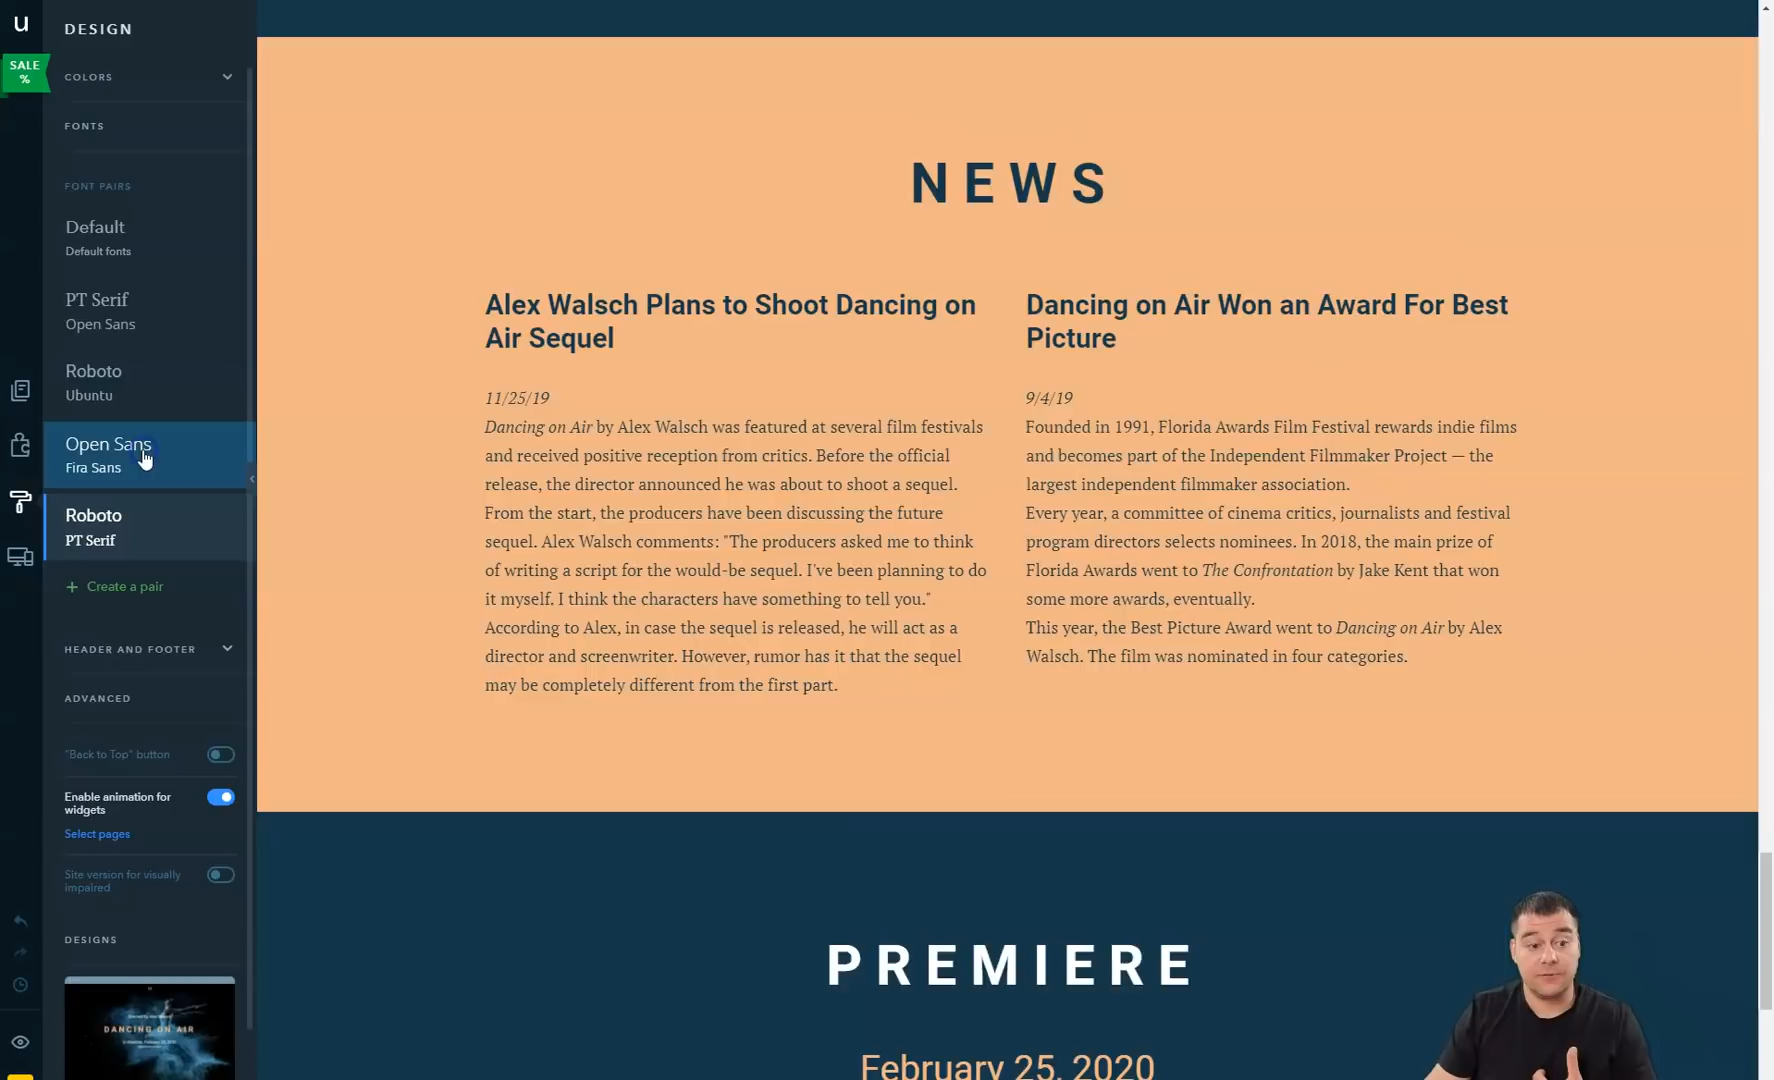 u
DESIGN
SALE
%
COLORS
FONTS
FONT PAIRS
Default
Default fonts
PT Serif
Open Sans
Roboto
Ubuntu
Open Sans
Fira Sans
Roboto
PT Serif
+ Create a pair
HEADER AND FOOTER
ADVANCED
"Back to Top" button
Enable animation for
widgets
Select pages
Site version for visually
impaired
DESIGNS
DANCING ON AIR
NEWS
Alex Walsch Plans to Shoot Dancing on
Air Sequel
11/25/19
Dancing on Air by Alex Walsch was featured at several film festivals
and received positive reception from critics. Before the official
release, the director announced he was about to shoot a sequel.
From the start, the producers have been discussing the future
sequel. Alex Walsch comments: "The producers asked me to think
of writing a script for the would-be sequel. I've been planning to do
it myself. I think the characters have something to tell you."
According to Alex, in case the sequel is released, he will act as a
director and screenwriter. However, rumor has it that the sequel
may be completely different from the first part.
Dancing on Air Won an Award For Best
Picture
9/4/19
Founded in 1991, Florida Awards Film Festival rewards indie films
and becomes part of the Independent Filmmaker Project — the
largest independent filmmaker association.
Every year, a committee of cinema critics, journalists and festival
program directors selects nominees. In 2018, the main prize of
Florida Awards went to The Confrontation by Jake Kent that won
some more awards, eventually.
This year, the Best Picture Award went to Dancing on Air by Alex
Walsch. The film was nominated in four categories.
PREMIERE
February 25, 2020